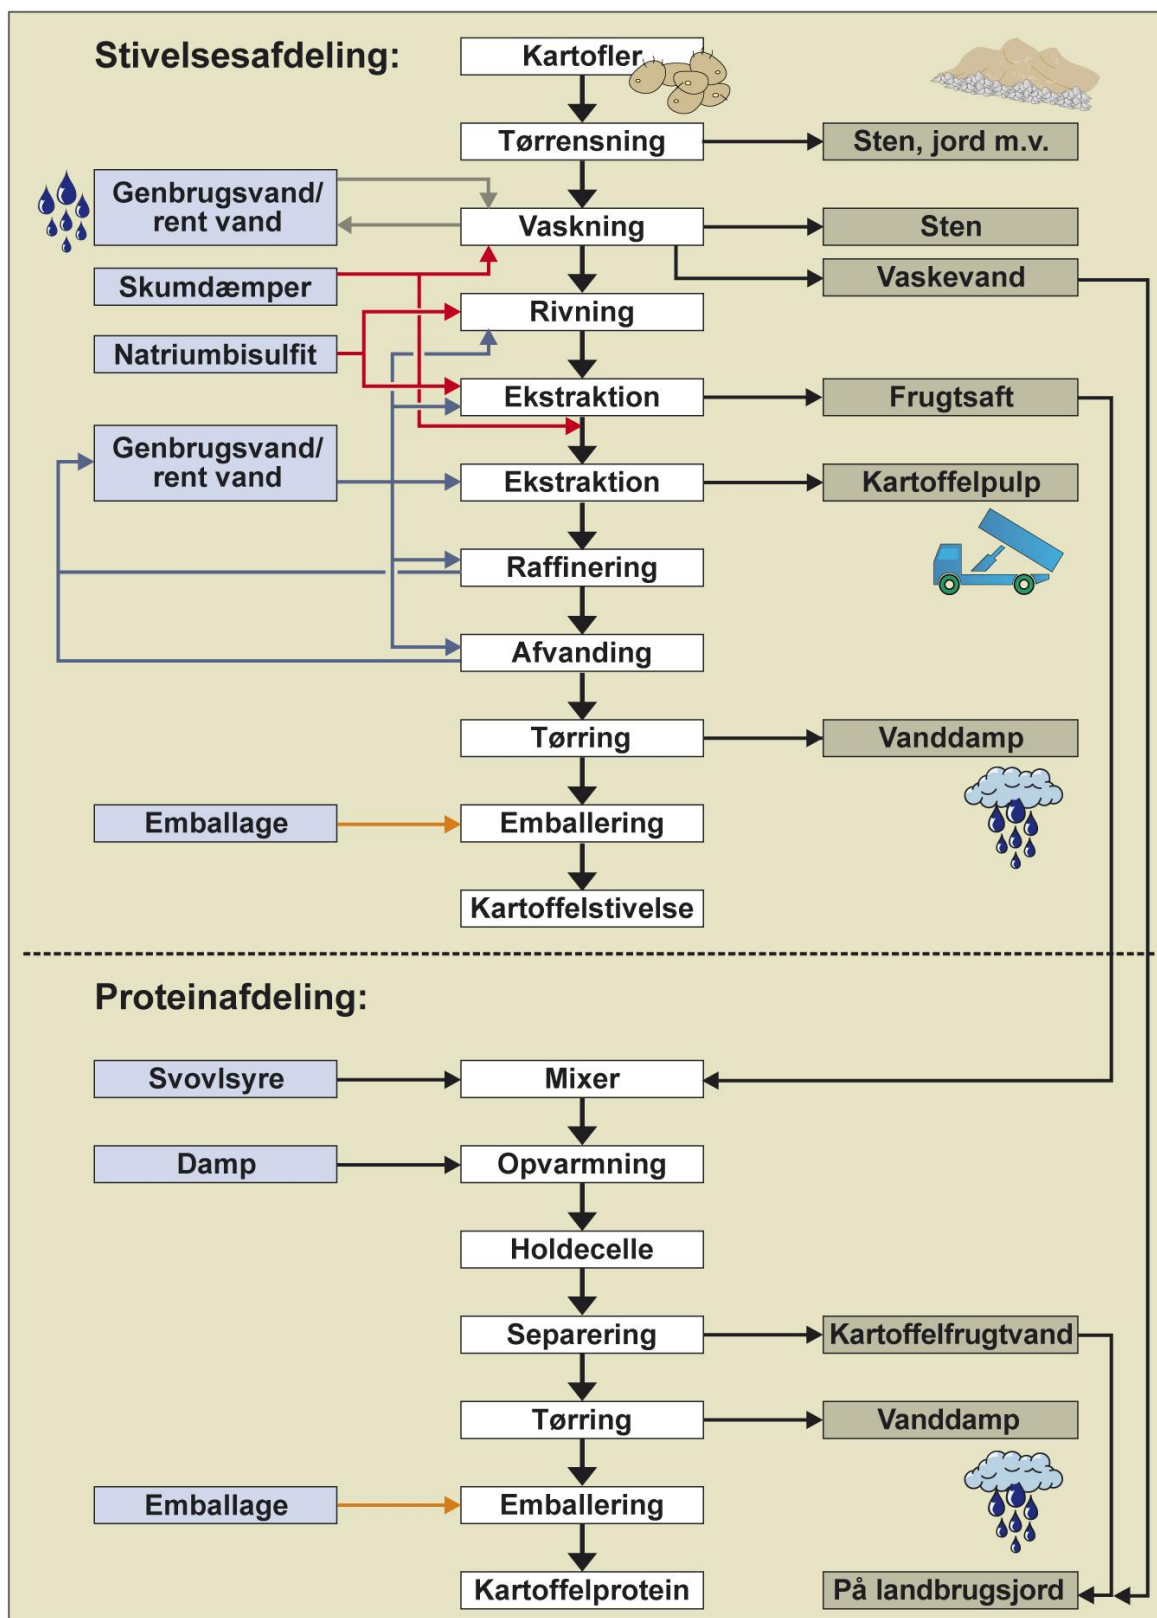 Stivelsesafdeling:
Kartofler
Tørrensning
Sten, jord m.v.
Genbrugsvand/
rent vand
Vaskning
Sten
Skumdæmper
Vaskevand
Rivning
Natriumbisulfit
Ekstraktion
Frugtsaft
Genbrugsvand/
rent vand
Ekstraktion
Kartoffelpulp
Raffinering
Afvanding
Tørring
Vanddamp
Emballage
Emballering
Kartoffelstivelse
Proteinafdeling:
Svovlsyre
Mixer
Damp
Opvarmning
Holdecelle
Separering
Kartoffelfrugtvand
Tørring
Vanddamp
Emballage
Emballering
Kartoffelprotein
På landbrugsjord